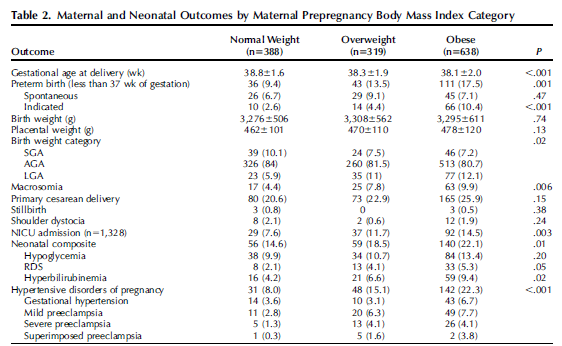 Table 2. Maternal and Neonatal Outcomes by Maternal Prepregnancy Body Mass Index Category
Normal Weight Overweight Obese
Outcome (n=388) (n=319) (n=638) P
Gestational age at delivery (wk) 38.8±1.6 38.3±1.9 38.1±2.0 <.001
Preterm birth (less than 37 wk of gestation) 36 (9.4) 43 (13.5) 111 (17.5) .001
Spontaneous 26 (6.7) 29 (9.1) 45 (7.1) .47
Indicated 10 (2.6) 14 (4.4) 66 (10.4) <.001
Birth weight (g) 3,276±506 3,308±562 3,295±611 .74
Placental weight (g) 462±101 470±110 478±120 .13
Birth weight category .02
SGA 39 (10.1) 24 (7.5) 46 (7.2)
AGA 326 (84) 260 (81.5) 513 (80.7)
LGA 23 (5.9) 35 (11) 77 (12.1)
Macrosomia 17 (4.4) 25 (7.8) 63 (9.9) .006
Primary cesarean delivery 80 (20.6) 73 (22.9) 165 (25.9) .15
Stillbirth 3 (0.8) 0 3 (0.5) .38
Shoulder dystocia 8 (2.1) 2 (0.6) 12 (1.9) .24
NICU admission (n=1,328) 29 (7.6) 37 (11.7) 92 (14.5) .003
Neonatal composite 56 (14.6) 59 (18.5) 140 (22.1) .01
Hypoglycemia 38 (9.9) 34 (10.7) 84 (13.4) .20
RDS 8 (2.1) 13 (4.1) 33 (5.3) .05
Hyperbilirubinemia 16 (4.2) 21 (6.6) 59 (9.4) .02
Hypertensive disorders of pregnancy 31 (8.0) 48 (15.1) 142 (22.3) <.001
Gestational hypertension 14 (3.6) 10 (3.1) 43 (6.7)
Mild preeclampsia 11 (2.8) 20 (6.3) 49 (7.7)
Severe preeclampsia 5 (1.3) 13 (4.1) 26 (4.1)
Superimposed preeclampsia 1 (0.3) 5 (1.6) 2 (3.8)